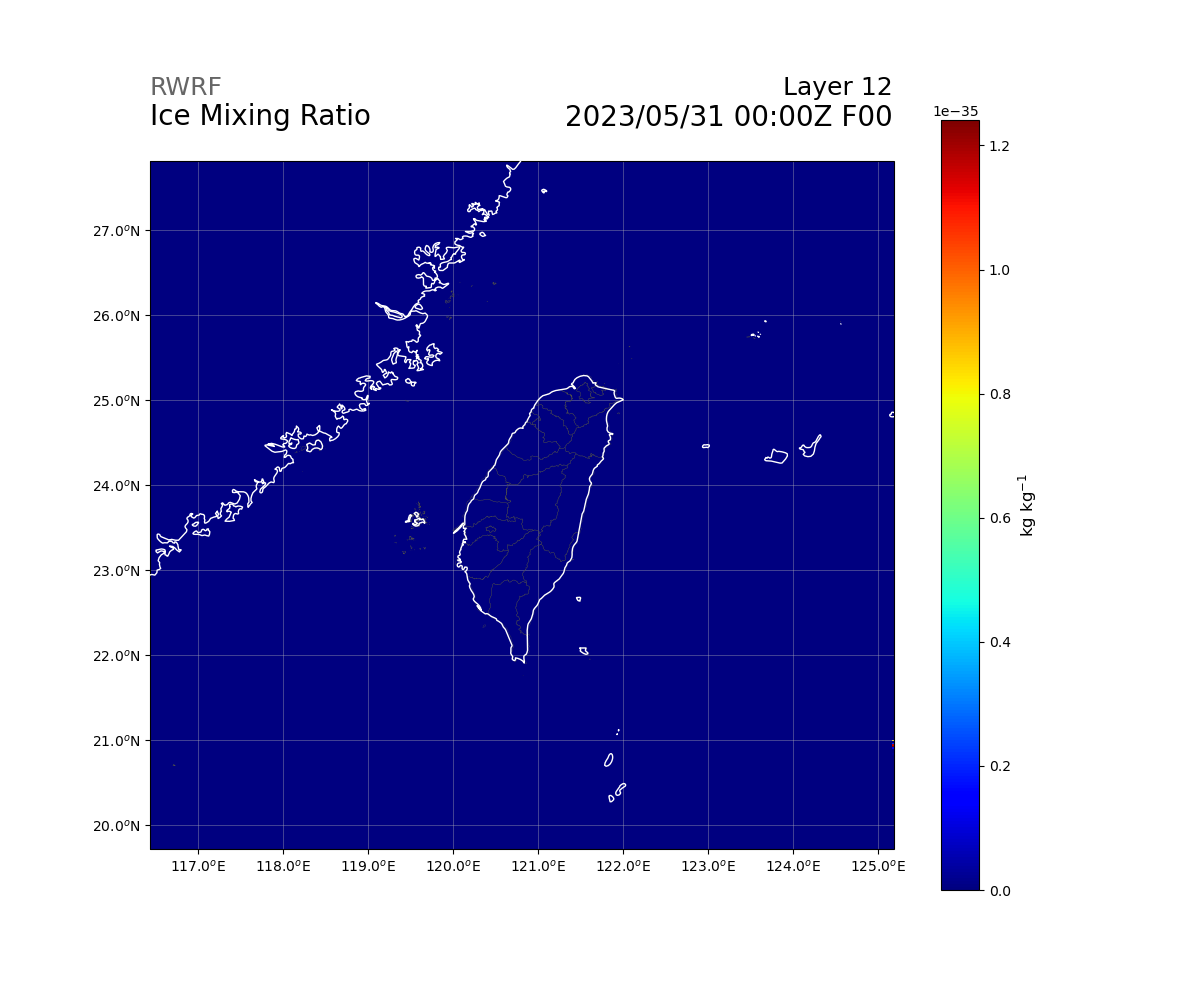 RWRF
Layer 12
Ice Mixing Ratio
2023/05/31 00:00Z F00
1e−35
1.2
1.0
0.8
0.6
0.4
0.2
0.0
kg kg⁻¹
27.0°N
26.0°N
25.0°N
24.0°N
23.0°N
22.0°N
21.0°N
20.0°N
117.0°E
118.0°E
119.0°E
120.0°E
121.0°E
122.0°E
123.0°E
124.0°E
125.0°E